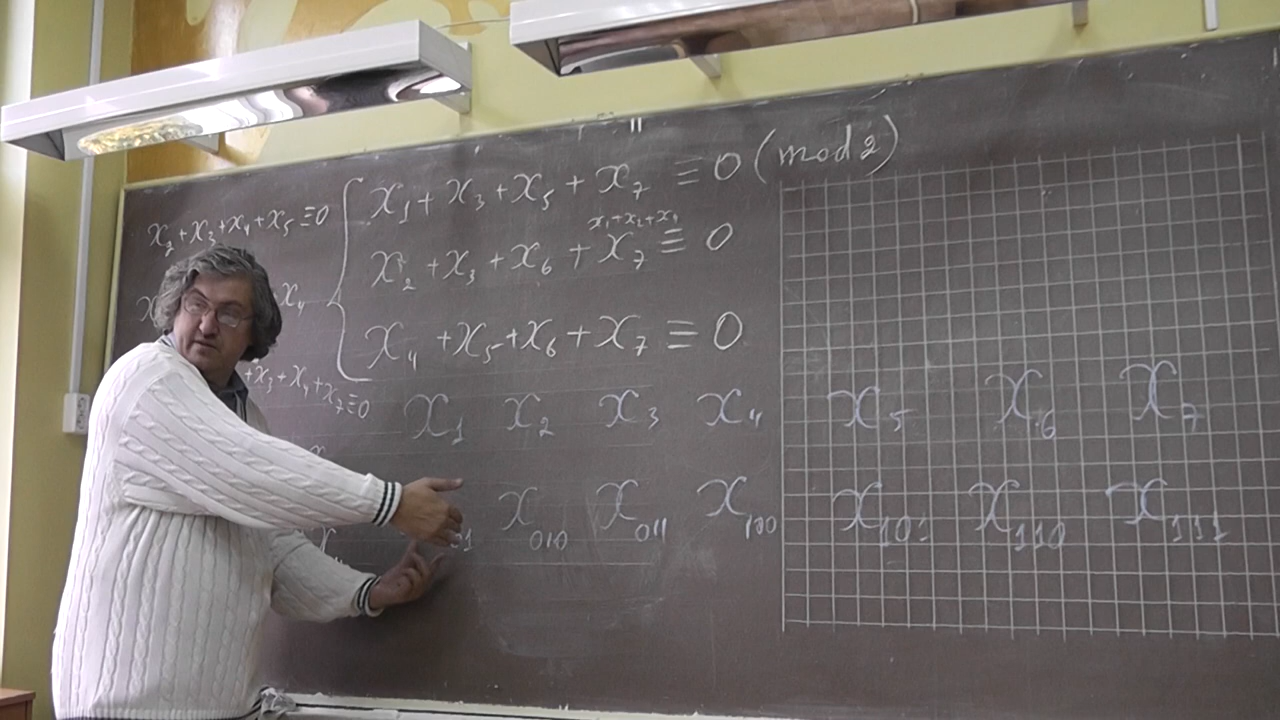 x₁ + x₃ + x₅ + x₇ ≡ 0 (mod 2)
x₂ + x₃ + x₄ + x₅ ≡ 0
x₁ + x₂ + x₄
x₂ + x₃ + x₆ + x₇ ≡ 0
x₄
x₄ + x₅ + x₆ + x₇ ≡ 0
+ x₃ + x₄ + x₇ ≡ 0
x₁ x₂ x₃ x₄ x₅ x₆ x₇
x₀₁₀ x₀₁₁ x₁₀₀ x₁₀₁ x₁₁₀ x₁₁₁